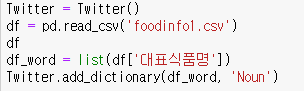 Twitter = Twitter()
df = pd.read_csv('foodinfo1.csv')
df
df_word = list(df['대표식품명'])
Twitter.add_dictionary(df_word, 'Noun')